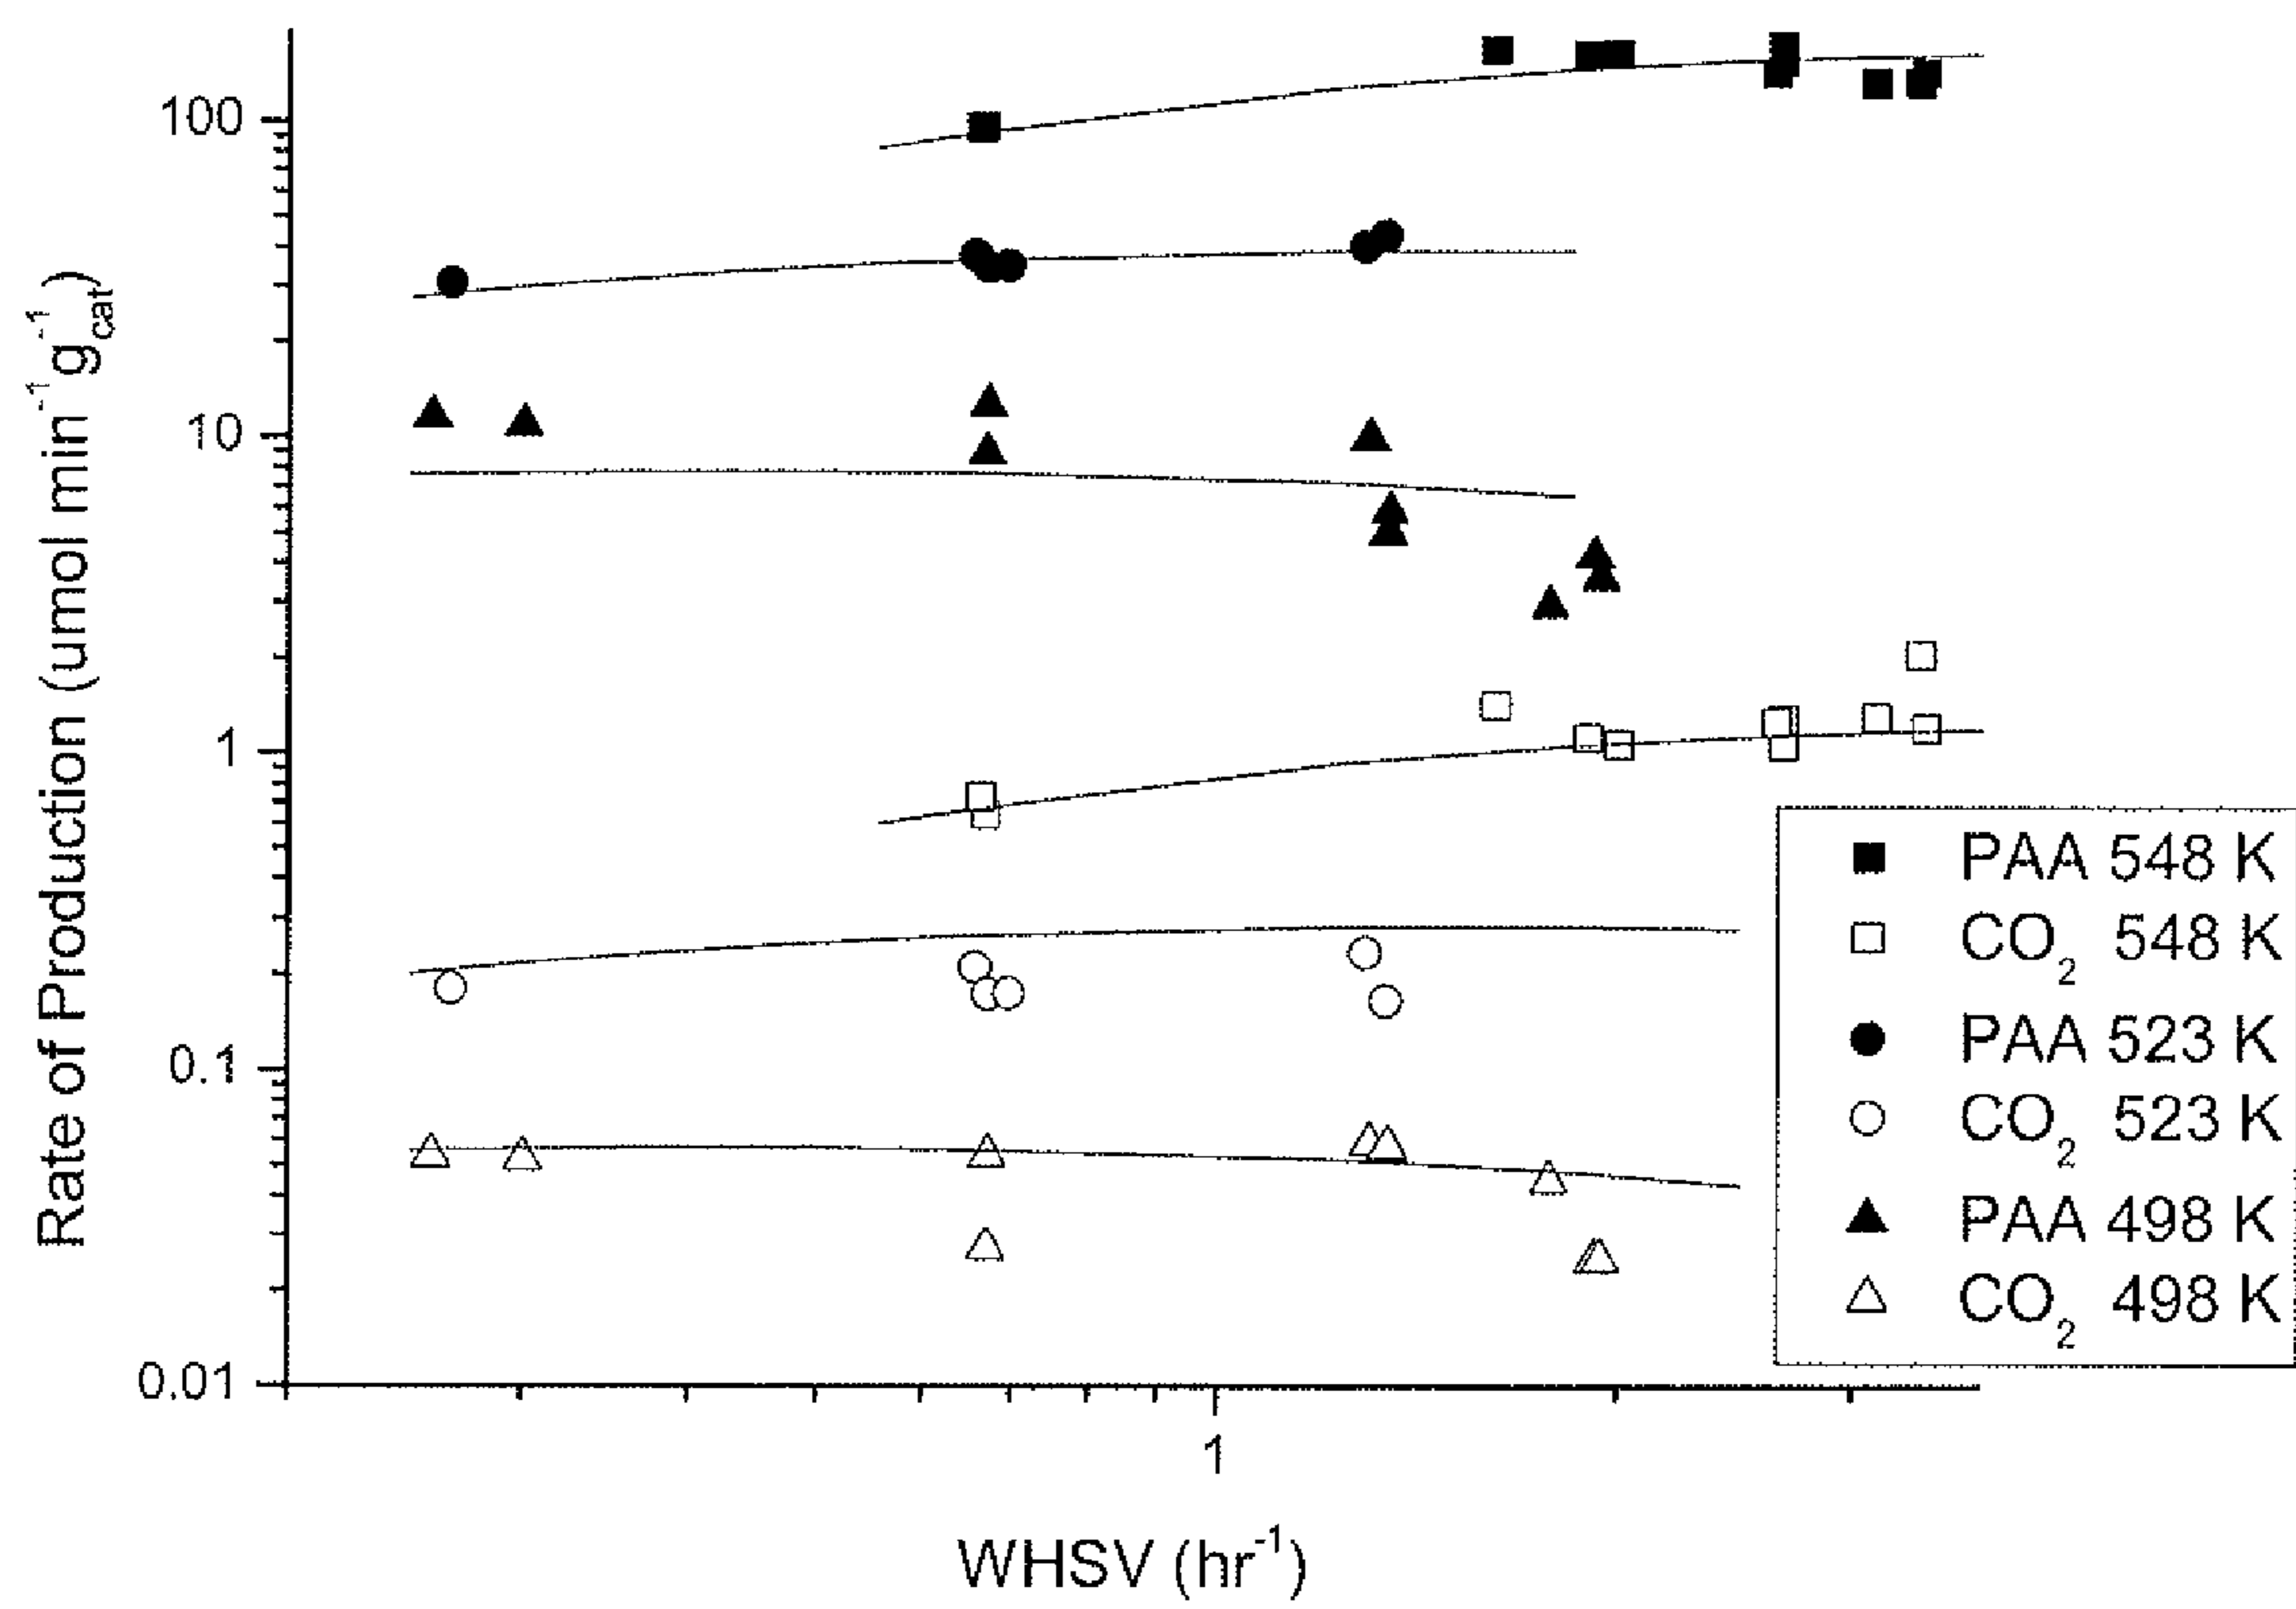 Rate of Production (umol min⁻¹ g_cat⁻¹)
100
10
1
0.1
0.01
1
WHSV (hr⁻¹)
PAA 548 K
CO₂ 548 K
PAA 523 K
CO₂ 523 K
PAA 498 K
CO₂ 498 K